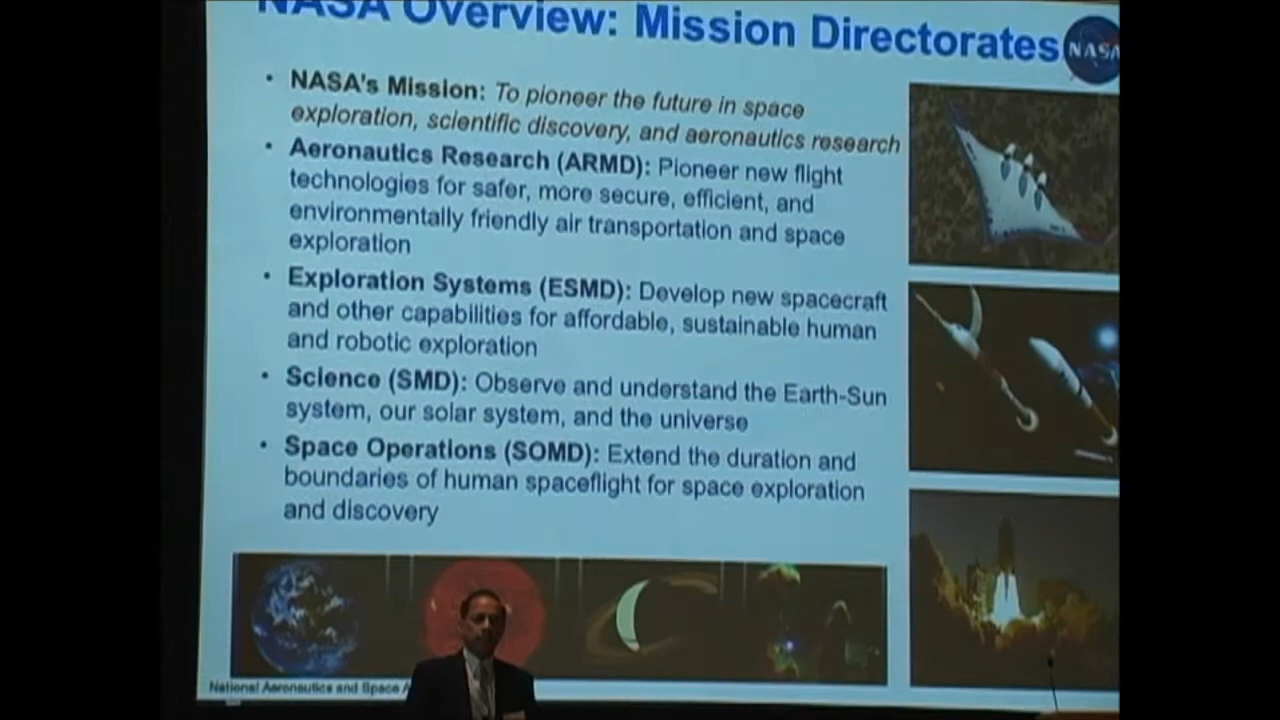 NASA Overview: Mission Directorates
NASA
• NASA's Mission: To pioneer the future in space
exploration, scientific discovery, and aeronautics research
• Aeronautics Research (ARMD): Pioneer new flight
technologies for safer, more secure, efficient, and
environmentally friendly air transportation and space
exploration
• Exploration Systems (ESMD): Develop new spacecraft
and other capabilities for affordable, sustainable human
and robotic exploration
• Science (SMD): Observe and understand the Earth-Sun
system, our solar system, and the universe
• Space Operations (SOMD): Extend the duration and
boundaries of human spaceflight for space exploration
and discovery
National Aeronautics and Space A